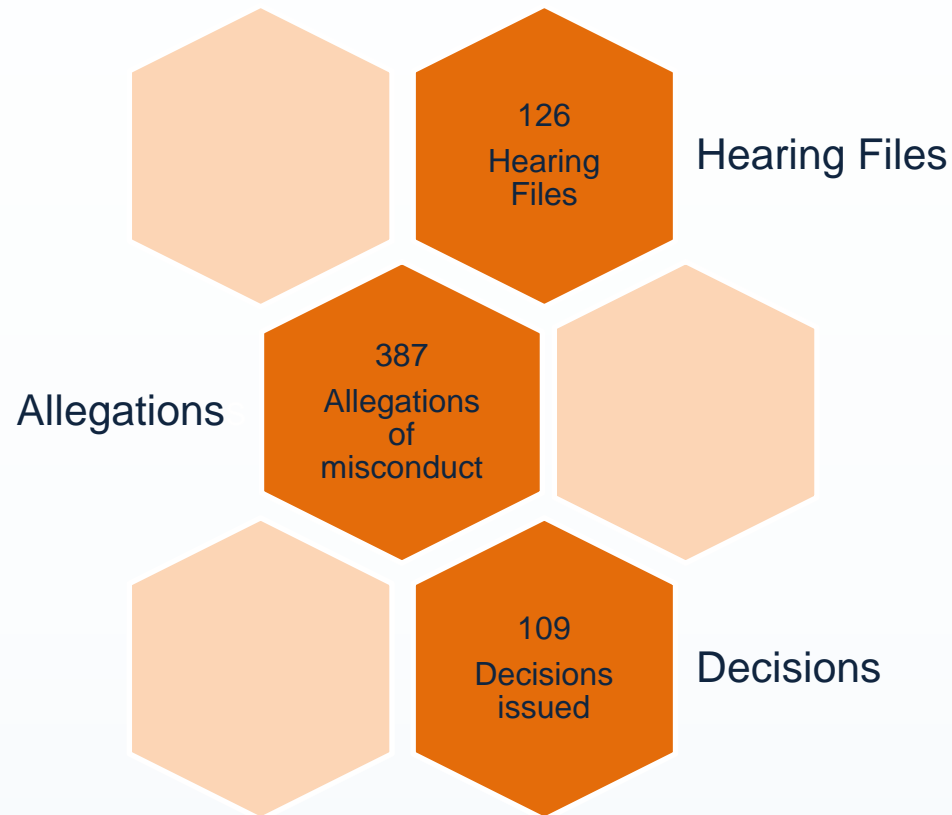 126
Hearing
Files
Hearing Files
387
Allegations
of
misconduct
Allegations
109
Decisions
issued
Decisions